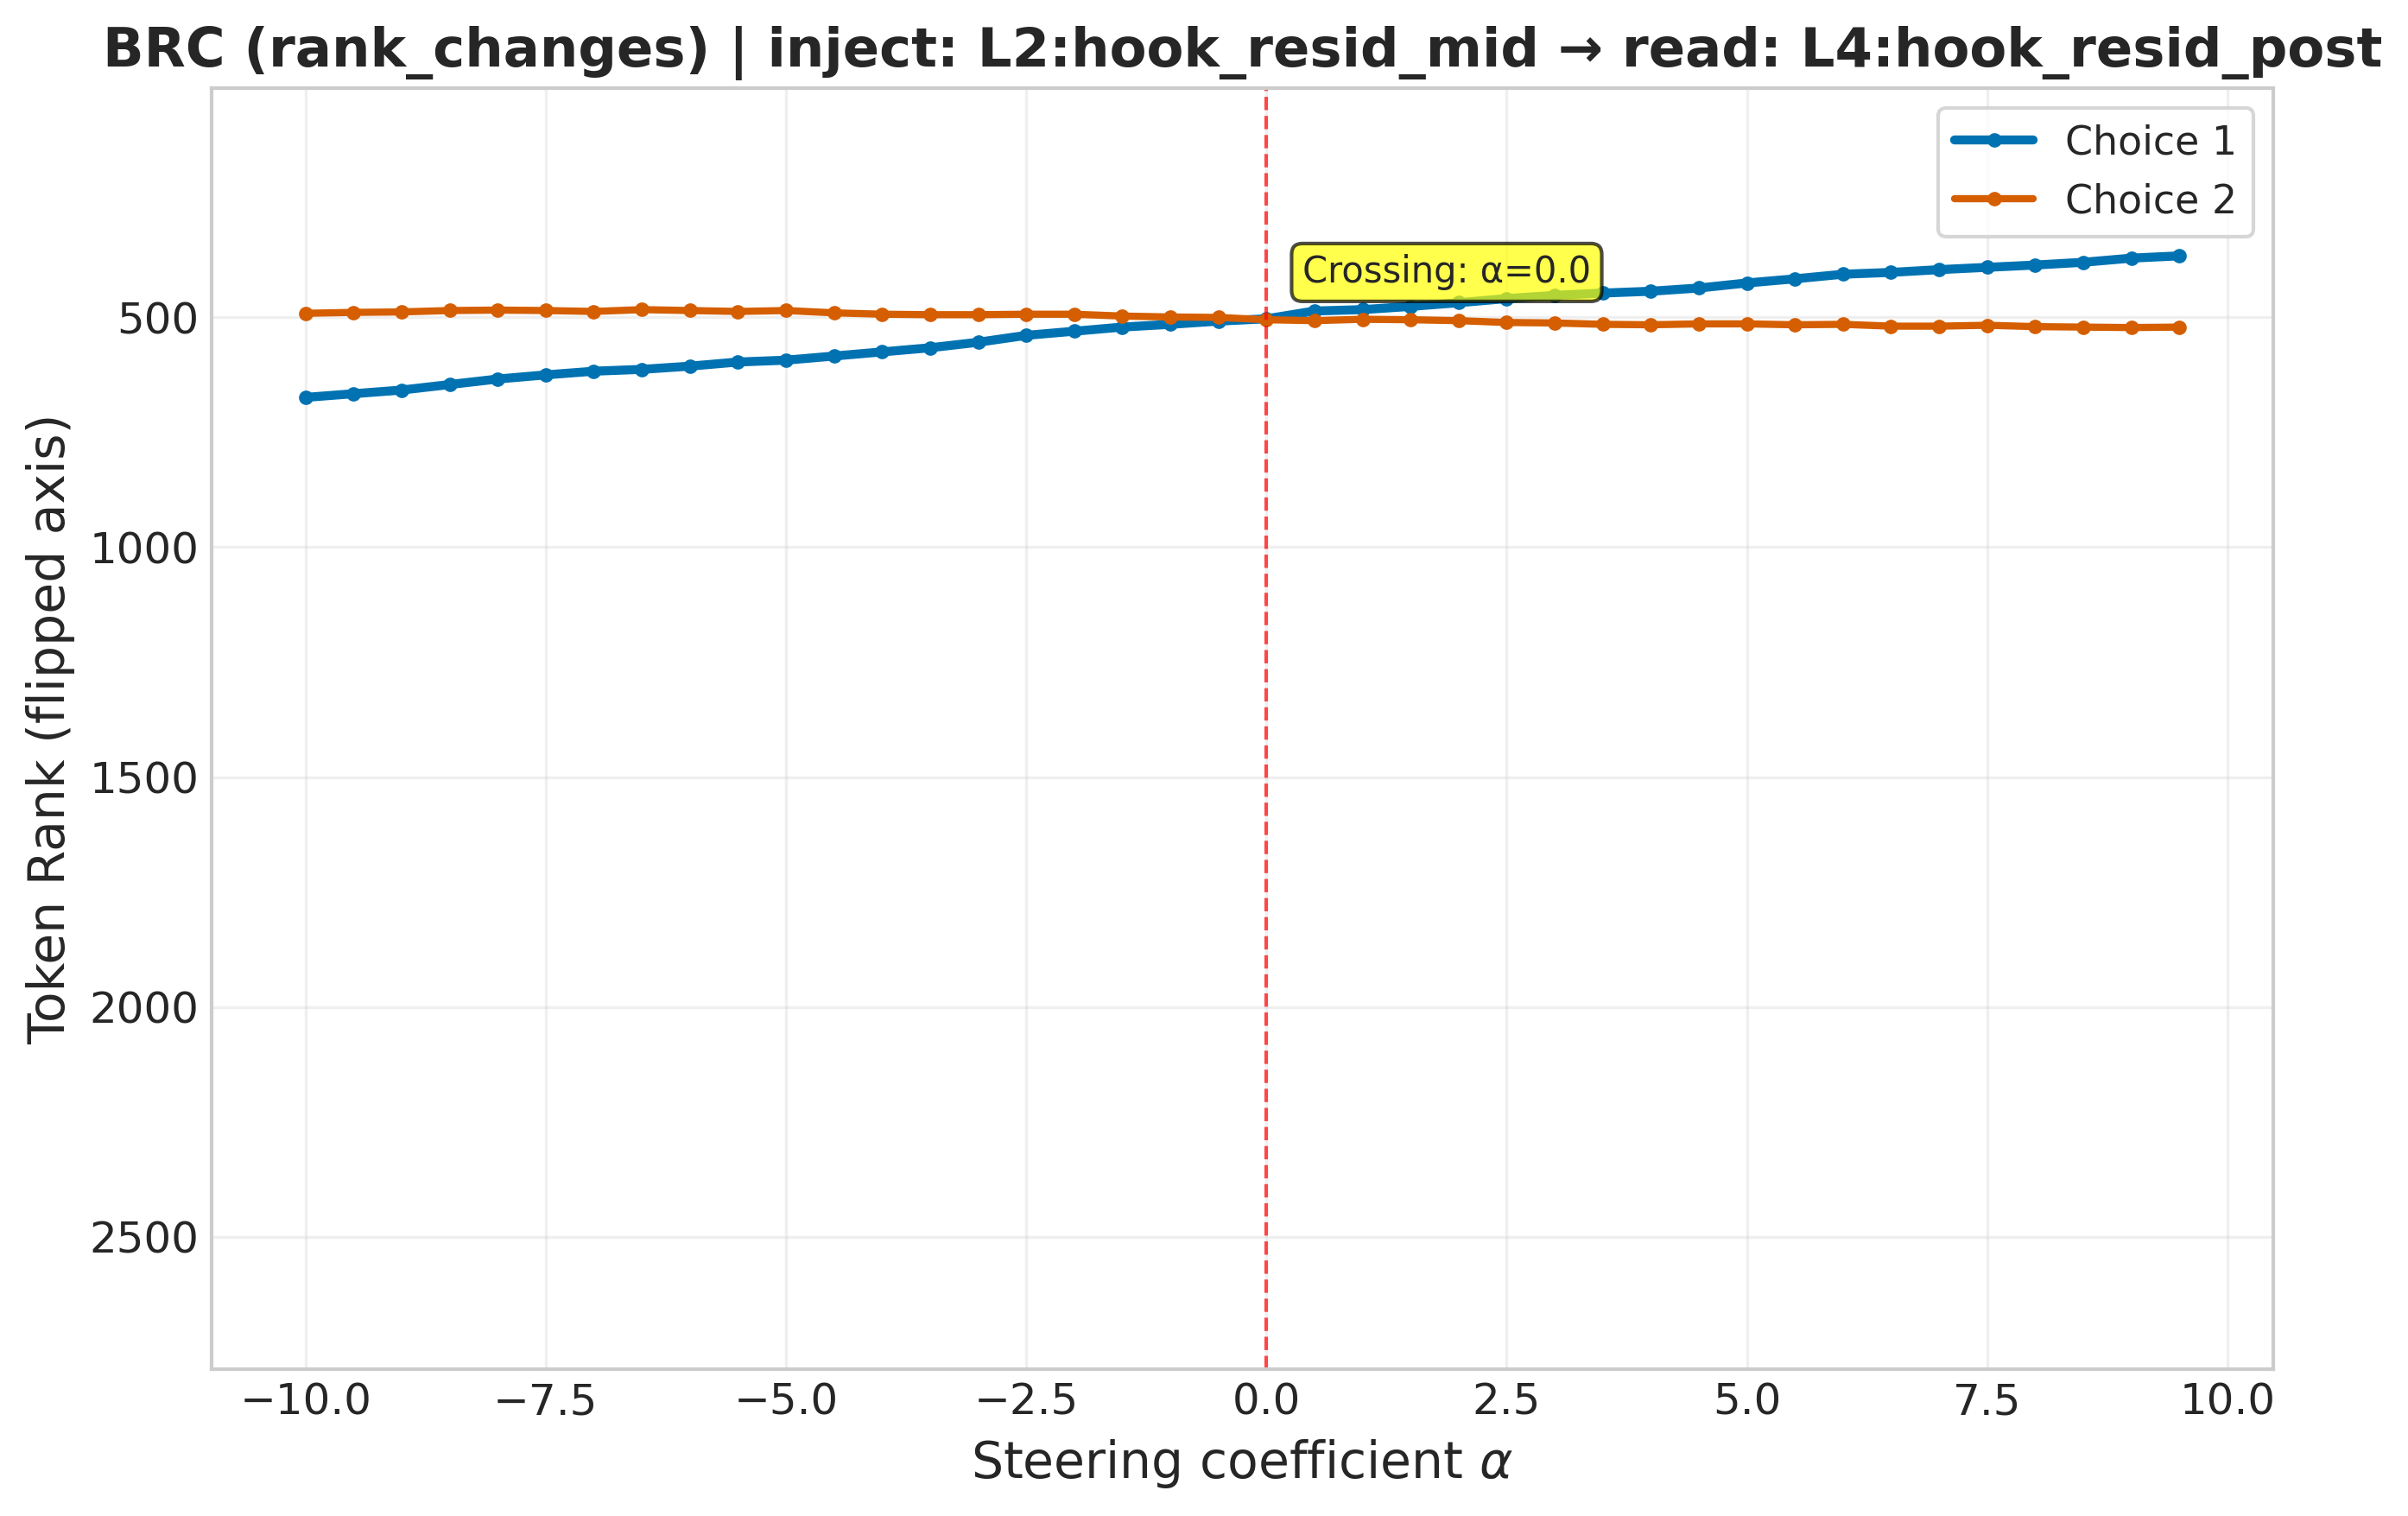 BRC (rank_changes) | inject: L2:hook_resid_mid → read: L4:hook_resid_post
Choice 1
Choice 2
Crossing: α=0.0
500
1000
1500
2000
2500
Token Rank (flipped axis)
−10.0
−7.5
−5.0
−2.5
0.0
2.5
5.0
7.5
10.0
Steering coefficient α